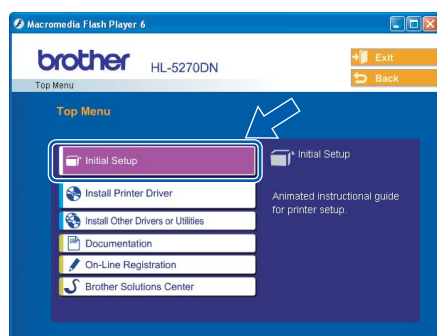 Macromedia Flash Player 6
brother HL-5270DN
Exit
Back
Top Menu
Top Menu
Initial Setup
Install Printer Driver
Install Other Drivers or Utilities
Documentation
On-Line Registration
Brother Solutions Center
Initial Setup
Animated instructional guide
for printer setup.